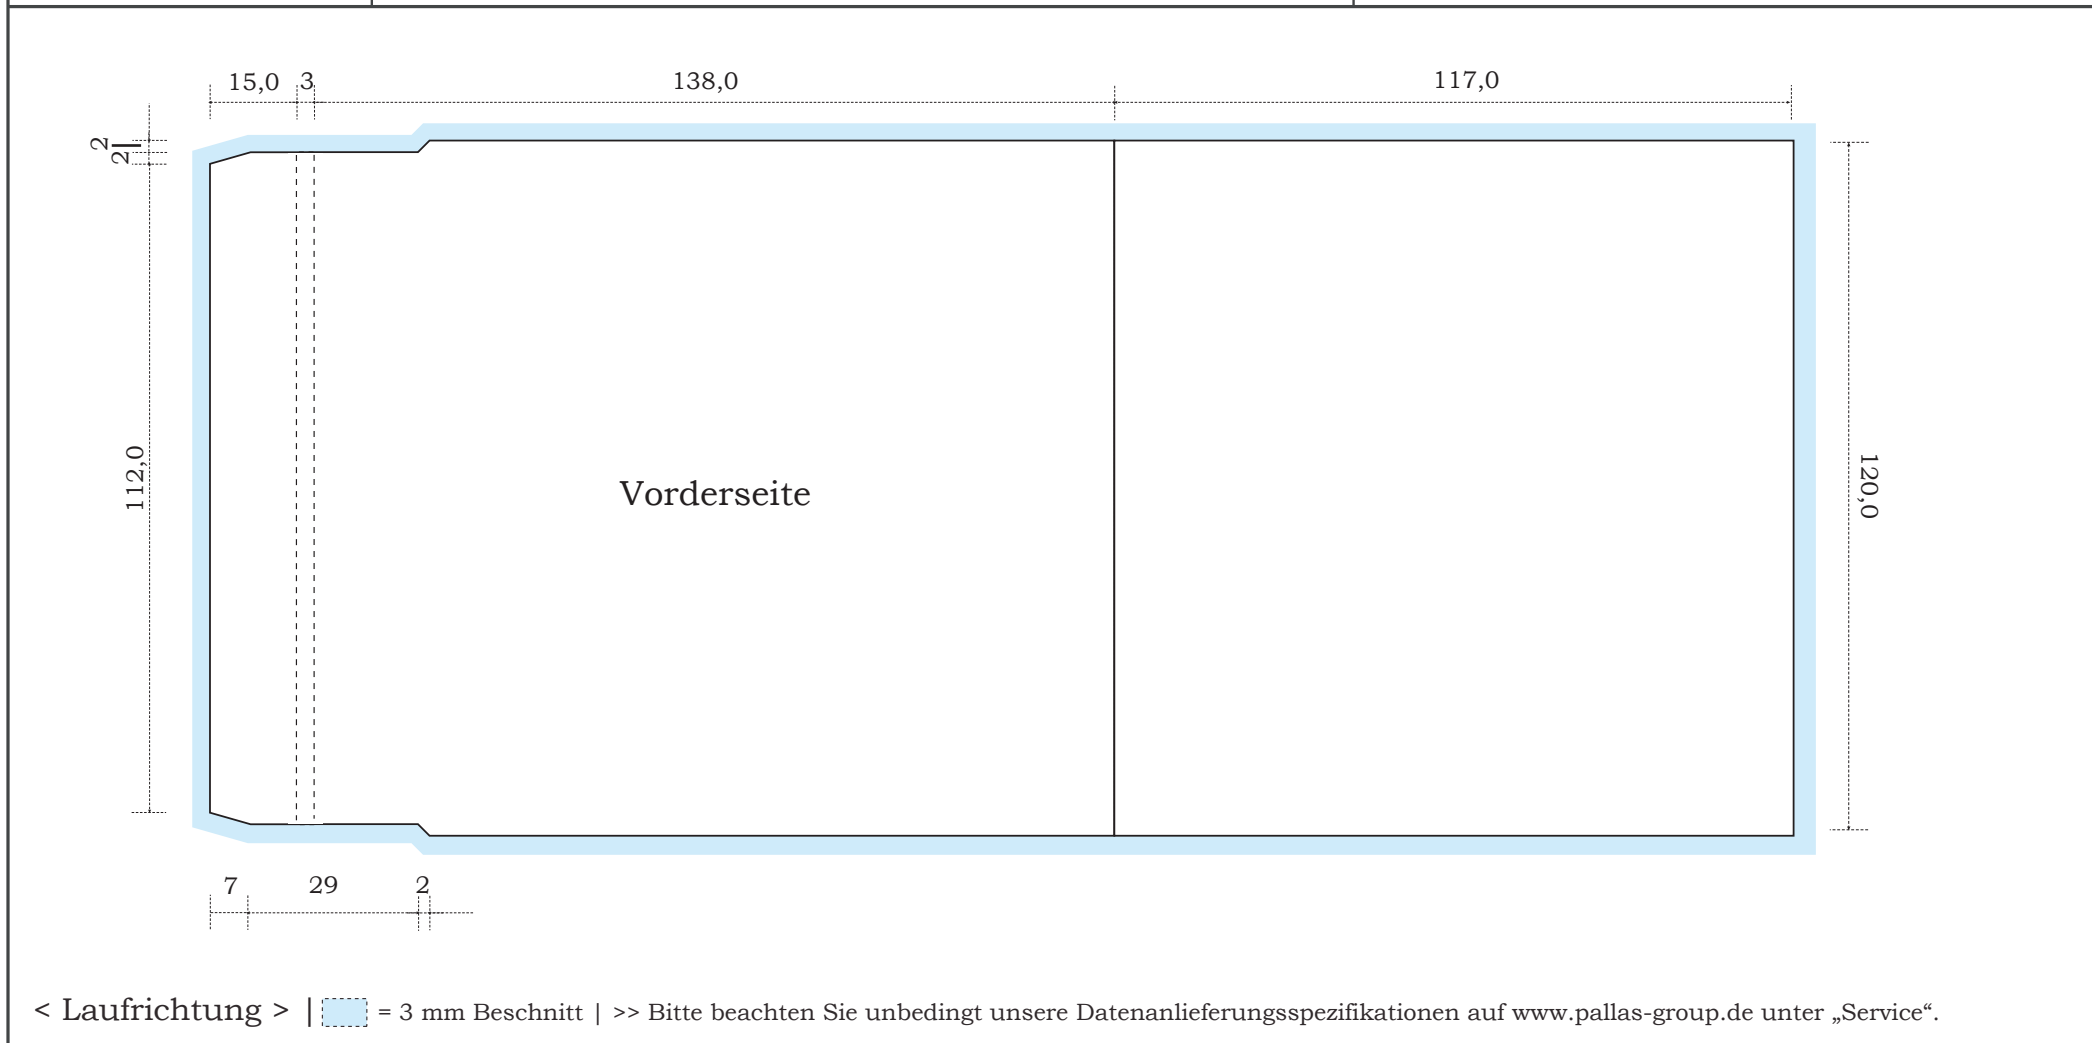 15,0 3 138,0 117,0
2
2
112,0
Vorderseite
120,0
7 29 2
< Laufrichtung > | = 3 mm Beschnitt | >> Bitte beachten Sie unbedingt unsere Datenanlieferungsspezifikationen auf www.pallas-group.de unter „Service“.